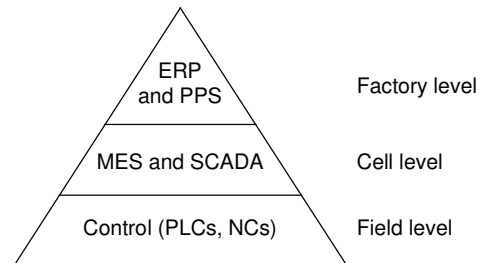 ERP
and PPS
Factory level
MES and SCADA
Cell level
Control (PLCs, NCs)
Field level